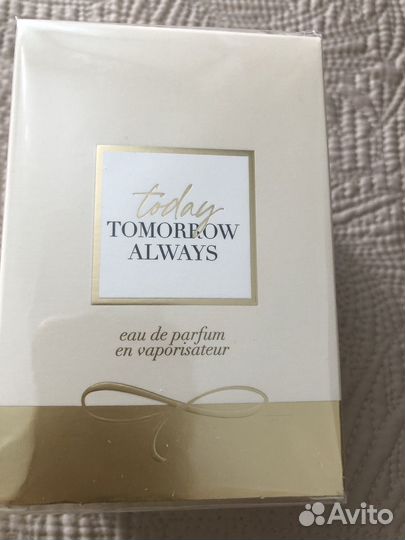 today
TOMORROW
ALWAYS
eau de parfum
en vaporisateur
Avito